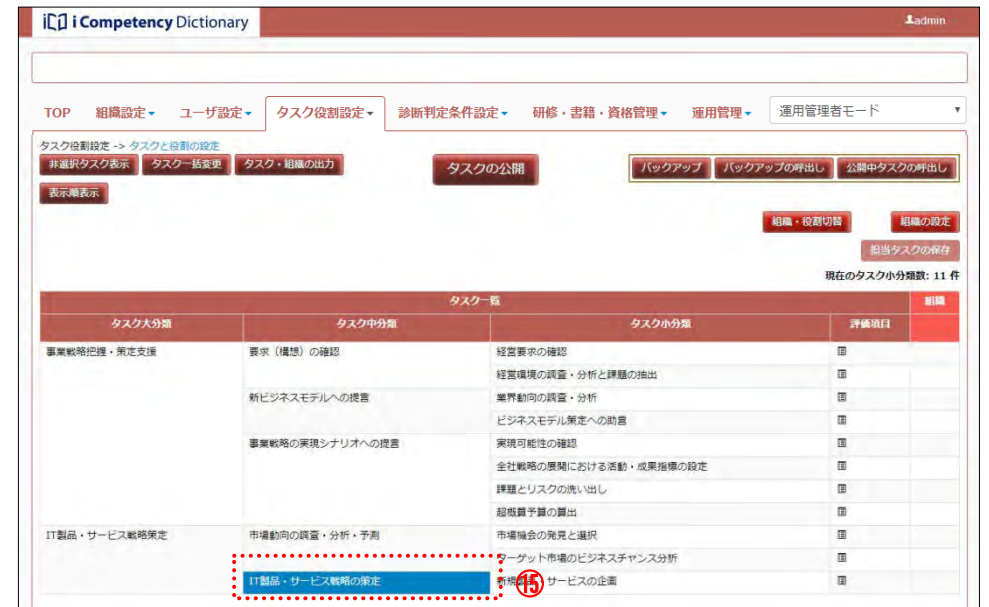 i Competency Dictionary
admin
TOP 組織設定 ユーザ設定 タスク役割設定 診断判定条件設定 研修・書籍・資格管理 運用管理 運用管理者モード
タスク役割設定 -> タスクと役割の設定
非選択タスク表示 タスク一括変更 タスク・組織の出力 タスクの公開 バックアップ バックアップの呼出し 公開中タスクの呼出し
表示順表示
組織・役割切替 組織の設定
担当タスクの保存
現在のタスク小分類数: 11 件
タスク一覧 組織
タスク大分類 タスク中分類 タスク小分類 評価項目
事業戦略把握・策定支援 要求（構想）の確認 経営要求の確認
経営環境の調査・分析と課題の抽出
新ビジネスモデルへの提言 業界動向の調査・分析
ビジネスモデル策定への助言
事業戦略の実現シナリオへの提言 実現可能性の確認
全社戦略の展開における活動・成果指標の設定
課題とリスクの洗い出し
超概算予算の算出
IT製品・サービス戦略策定 市場動向の調査・分析・予測 市場機会の発見と選択
ターゲット市場のビジネスチャンス分析
IT製品・サービス戦略の策定 ⑮ 新規 サービスの企画